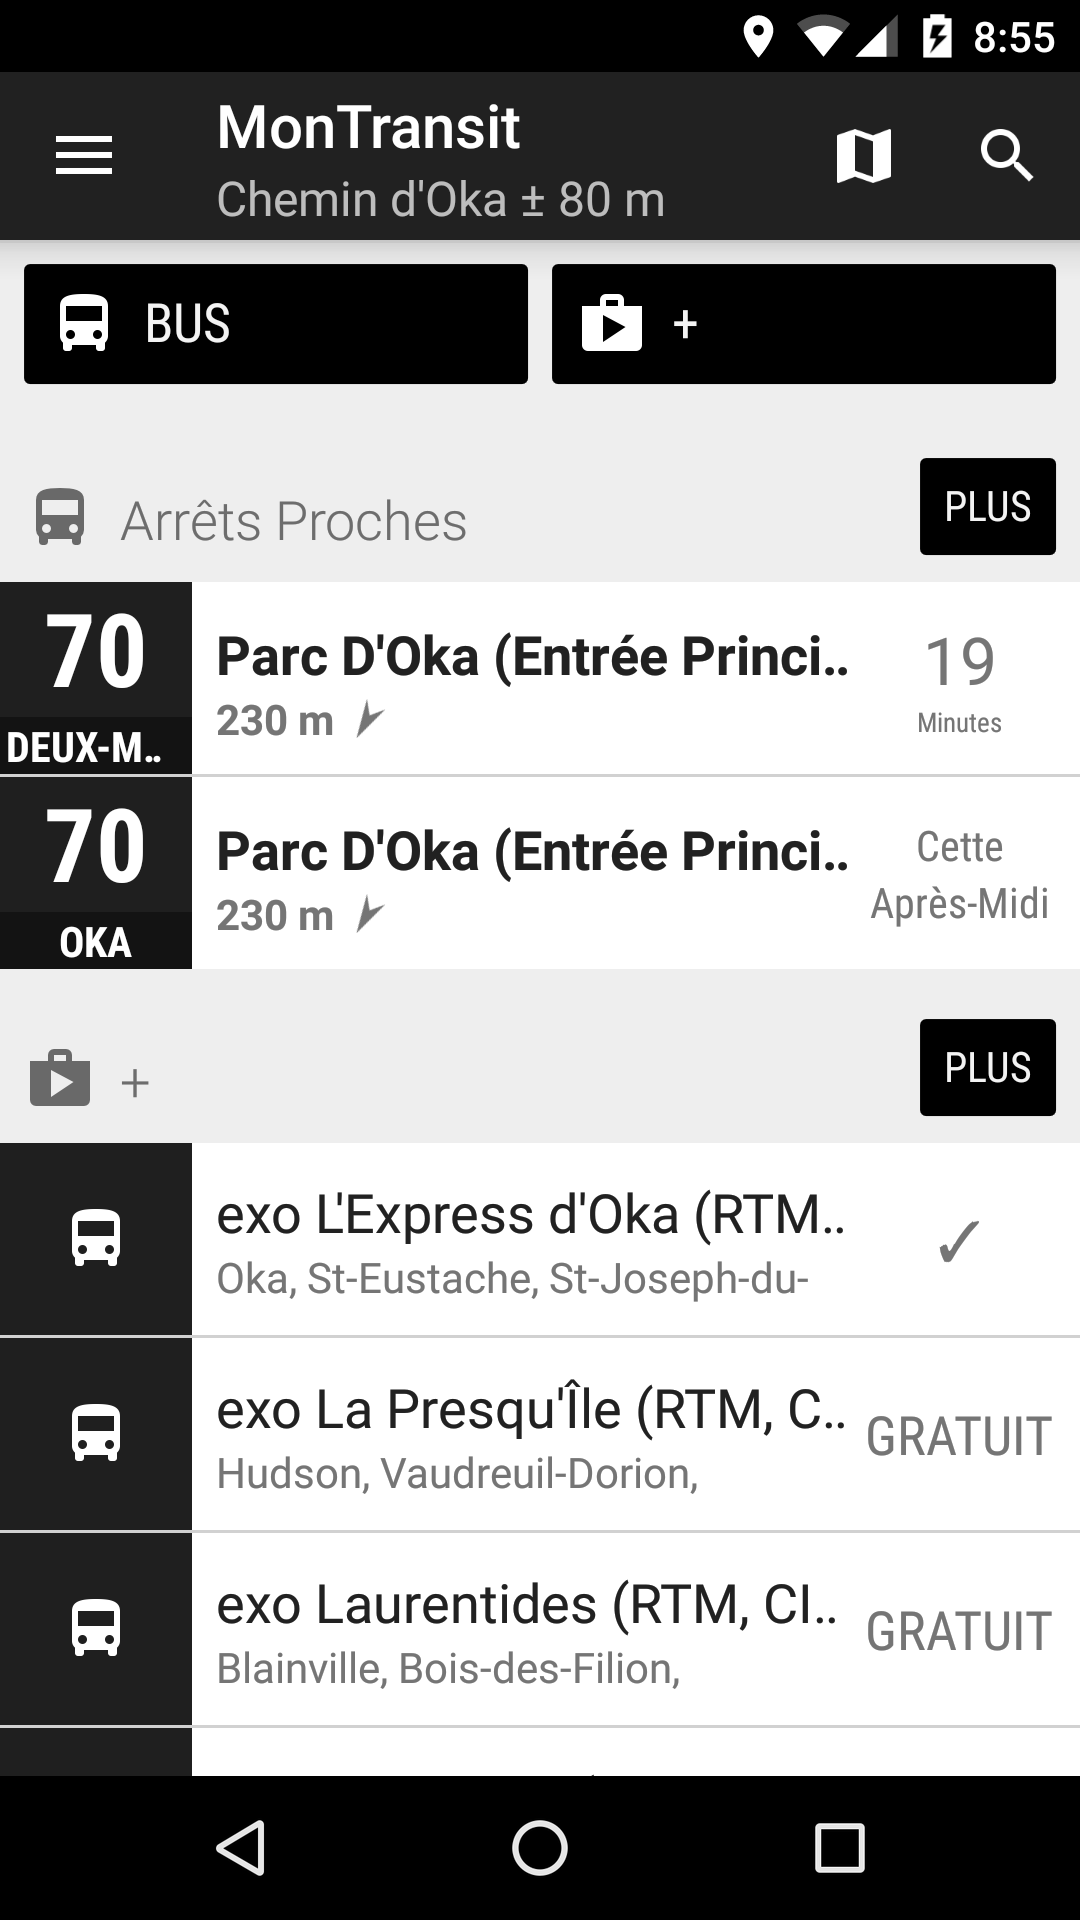 8:55
MonTransit
Chemin d'Oka ± 80 m
BUS
+
Arrêts Proches
PLUS
70
DEUX-M..
Parc D'Oka (Entrée Princi..
230 m
19
Minutes
70
OKA
Parc D'Oka (Entrée Princi..
230 m
Cette
Après-Midi
+
PLUS
exo L'Express d'Oka (RTM..
Oka, St-Eustache, St-Joseph-du-
✓
exo La Presqu'Île (RTM, C..
Hudson, Vaudreuil-Dorion,
GRATUIT
exo Laurentides (RTM, CI..
Blainville, Bois-des-Filion,
GRATUIT